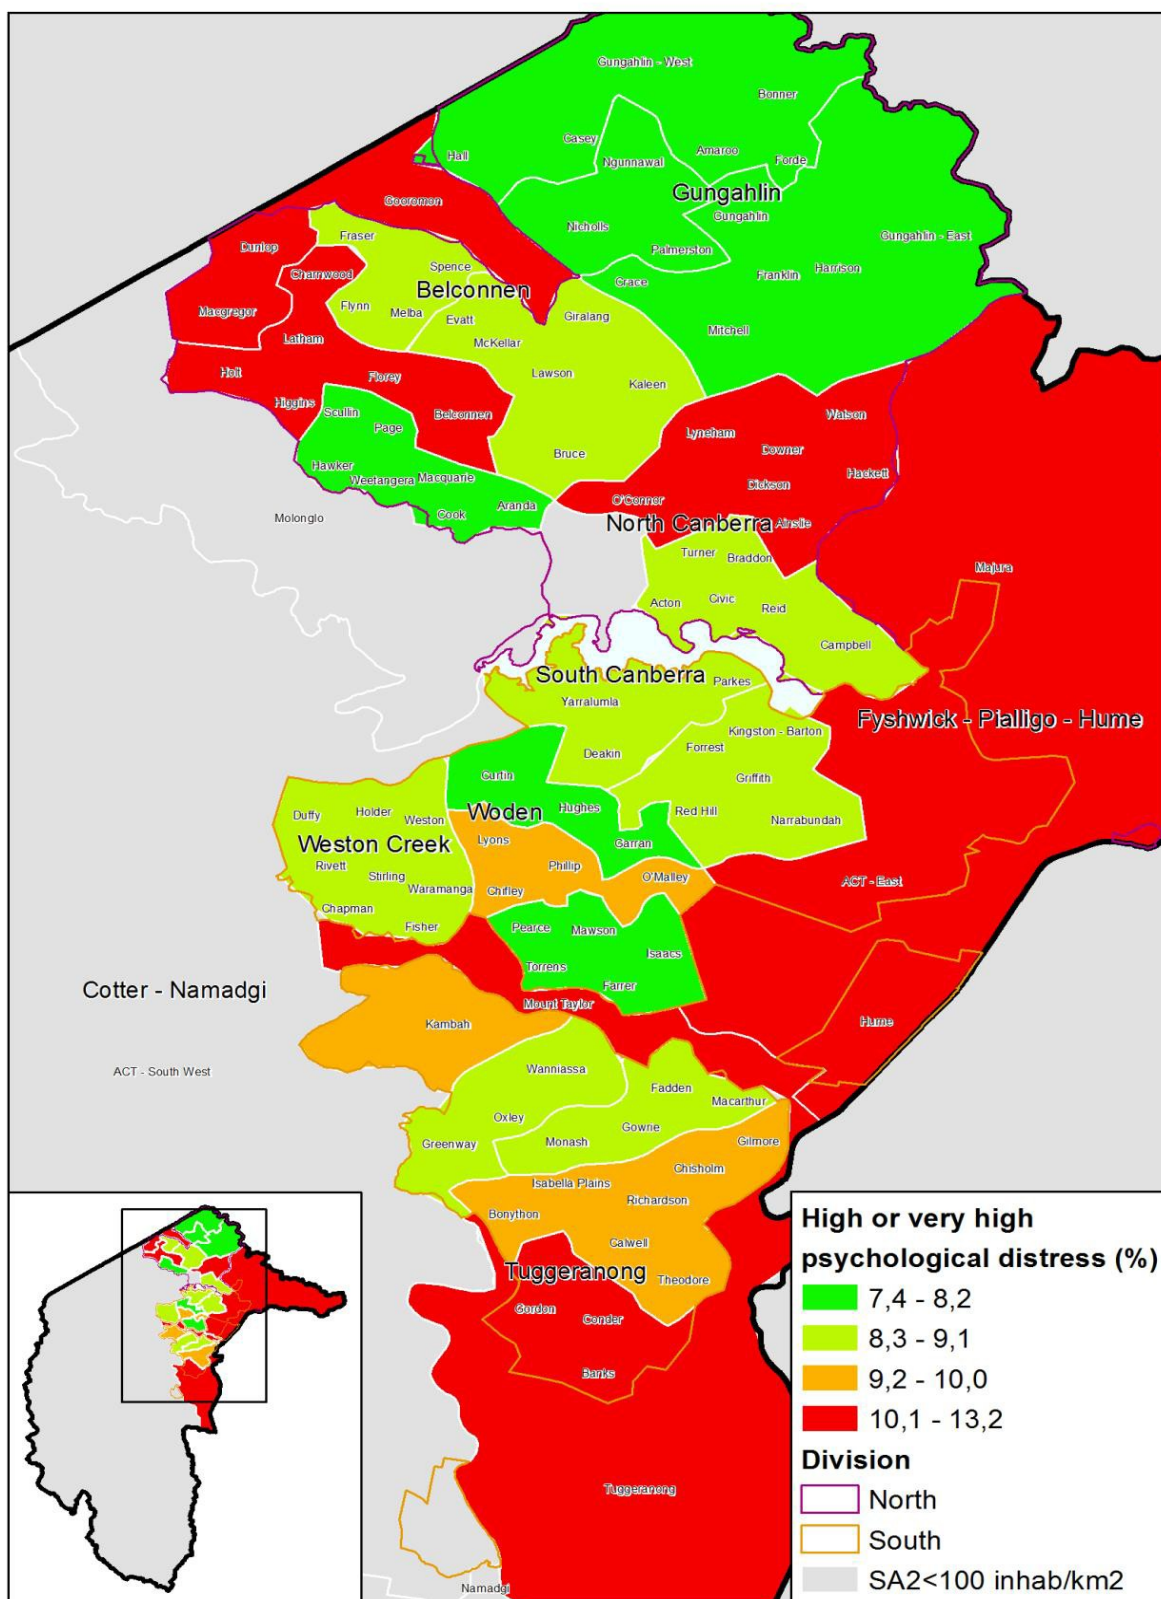 Gungahlin - West
Bonner
Casey
Ngunnawal
Amaroo
Forde
Hall
Gungahlin
Gungahlin
Gooromon
Nicholls
Gungahlin - East
Dunlop
Fraser
Palmerston
Charnwood
Spence
Grace
Franklin
Harrison
Belconnen
Flynn
Melba
Evatt
Giralang
Macgregor
Mitchell
Latham
McKellar
Holt
Florey
Lawson
Kaleen
Higgins
Scullin
Belconnen
Watson
Page
Lyneham
Downer
Bruce
Hawker
Weetangera
Macquarie
Hackett
Dickson
O'Connor
Aranda
Cook
Molonglo
North Canberra
Ainslie
Turner
Braddon
Majura
Acton
Civic
Reid
Campbell
South Canberra
Parkes
Yarralumla
Fyshwick - Pialligo - Hume
Kingston - Barton
Deakin
Forrest
Curtin
Griffith
Hughes
Duffy
Holder
Weston
Woden
Red Hill
Narrabundah
Weston Creek
Lyons
Garran
Rivett
Stirling
Phillip
O'Malley
ACT - East
Waramanga
Chifley
Chapman
Fisher
Pearce
Mawson
Isaacs
Torrens
Farrer
Cotter - Namadgi
Mount Taylor
Kambah
Hume
ACT - South West
Wanniassa
Fadden
Macarthur
Oxley
Gowrie
Greenway
Monash
Gilmore
Chisholm
Isabella Plains
Richardson
Bonython
Calwell
Tuggeranong
Theodore
Gordon
Conder
Banks
Tuggeranong
Namadgi
High or very high
psychological distress (%)
7,4 - 8,2
8,3 - 9,1
9,2 - 10,0
10,1 - 13,2
Division
North
South
SA2<100 inhab/km2